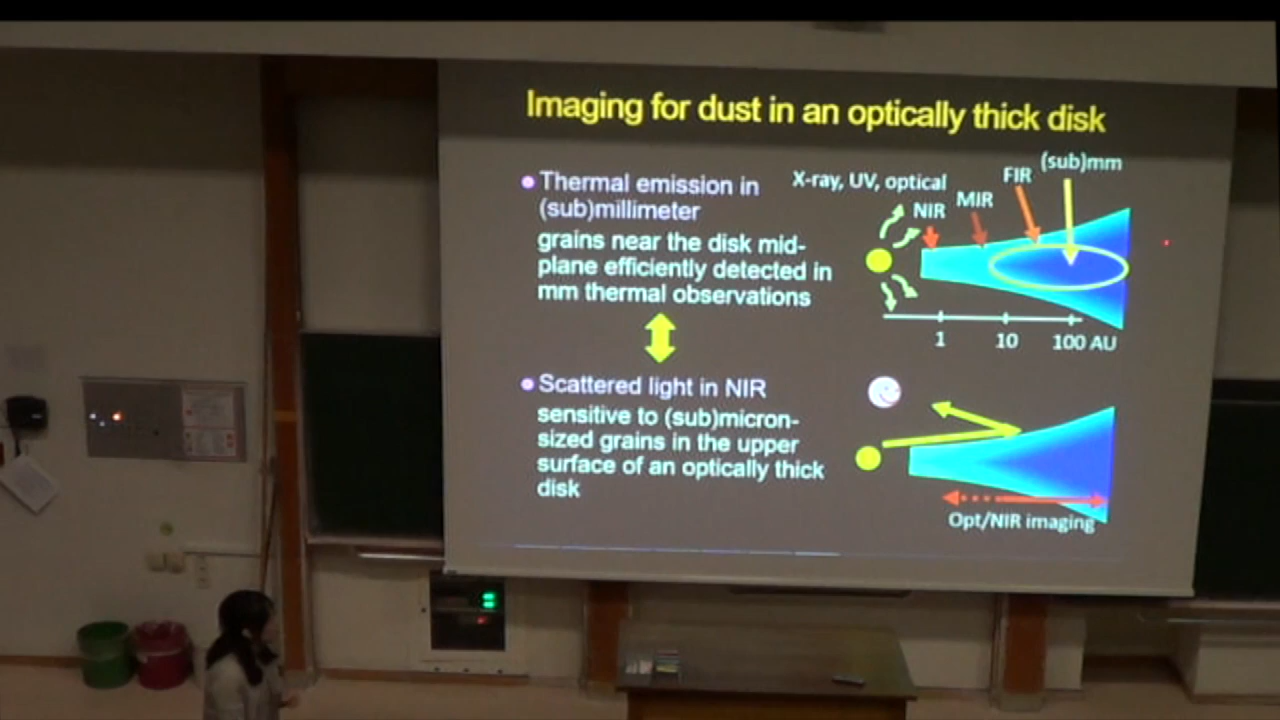 Imaging for dust in an optically thick disk
Thermal emission in
(sub)millimeter
grains near the disk mid-
plane efficiently detected in
mm thermal observations
Scattered light in NIR
sensitive to (sub)micron-
sized grains in the upper
surface of an optically thick
disk
X-ray, UV, optical
NIR
MIR
FIR
(sub)mm
1 10 100 AU
Opt/NIR imaging